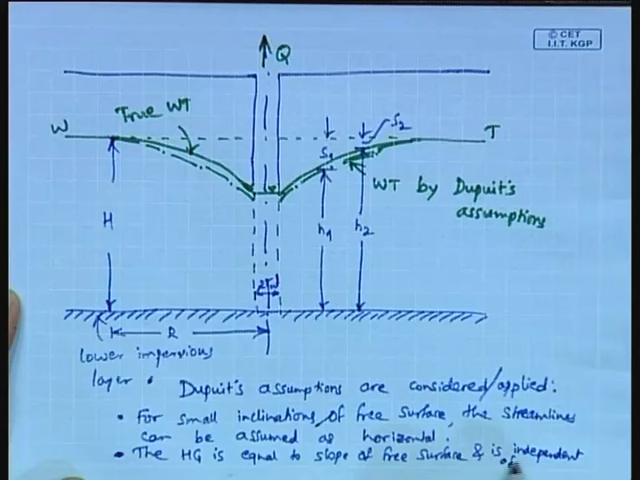 © CET
I.I.T. KGP
Q
True WT
W
T
S₂
S₁
WT by Dupuit's
assumptions
H
h₁
h₂
R
lower impervious
layer.
Dupuit's assumptions are considered/applied:
• For small inclinations, of free surface, the streamlines
can be assumed as horizontal.
• The HG is equal to slope of free surface & is independent
of